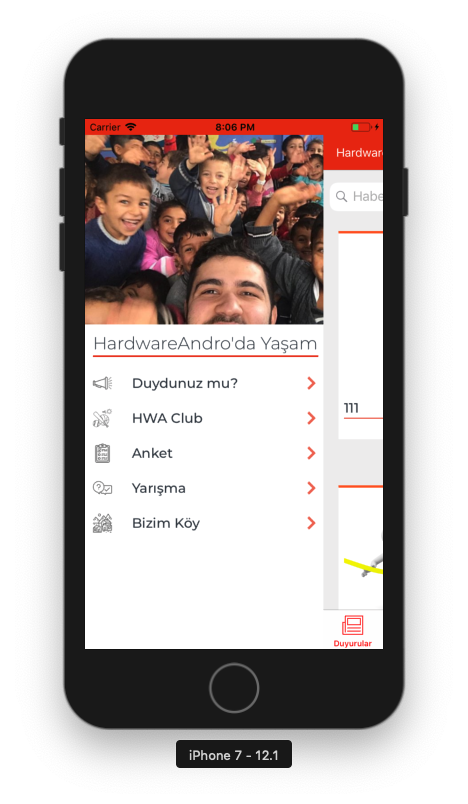 Carrier 8:06 PM
Hardware
Habe
HardwareAndro'da Yaşam
Duydunuz mu?
HWA Club
Anket
Yarışma
Bizim Köy
111
Duyurular
iPhone 7 - 12.1